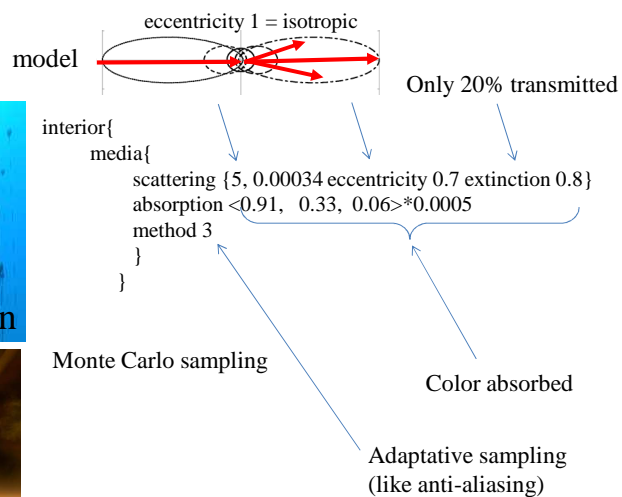 eccentricity 1 = isotropic
model
Only 20% transmitted
interior{
media{
scattering {5, 0.00034 eccentricity 0.7 extinction 0.8}
absorption <0.91, 0.33, 0.06>*0.0005
method 3
}
}
n
Monte Carlo sampling
Color absorbed
Adaptative sampling
(like anti-aliasing)